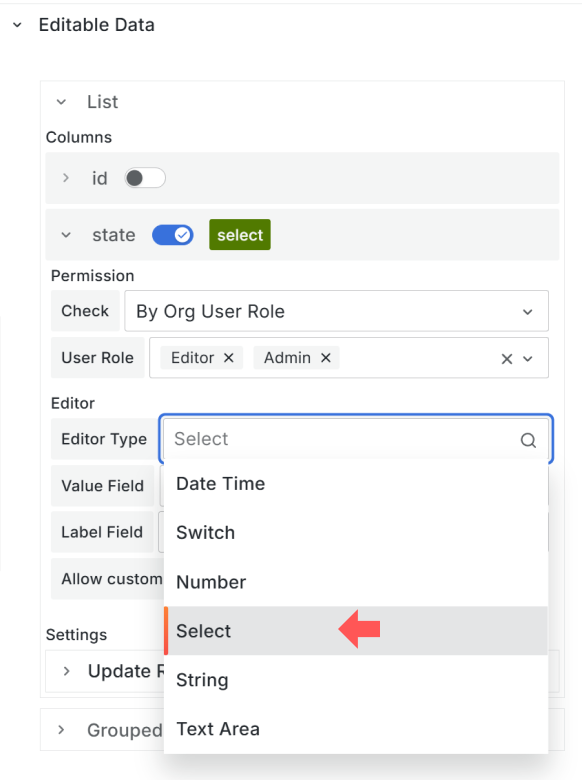 Editable Data
List
Columns
id
state select
Permission
Check By Org User Role
User Role Editor Admin
Editor
Editor Type Select
Value Field Date Time
Label Field Switch
Allow custom Number
Settings Select
Update String
Grouped Text Area